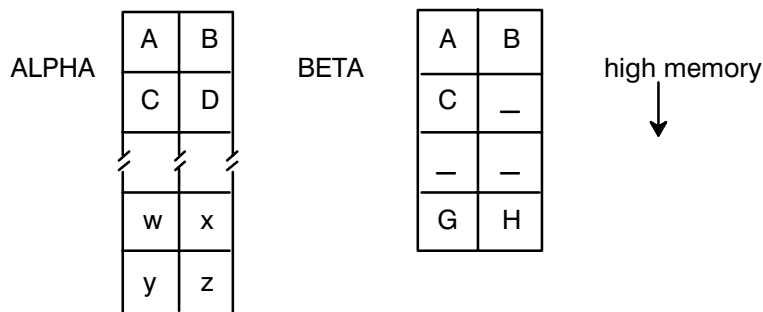 A B A B
ALPHA BETA high memory
C D C _
_ _
w x G H
y z